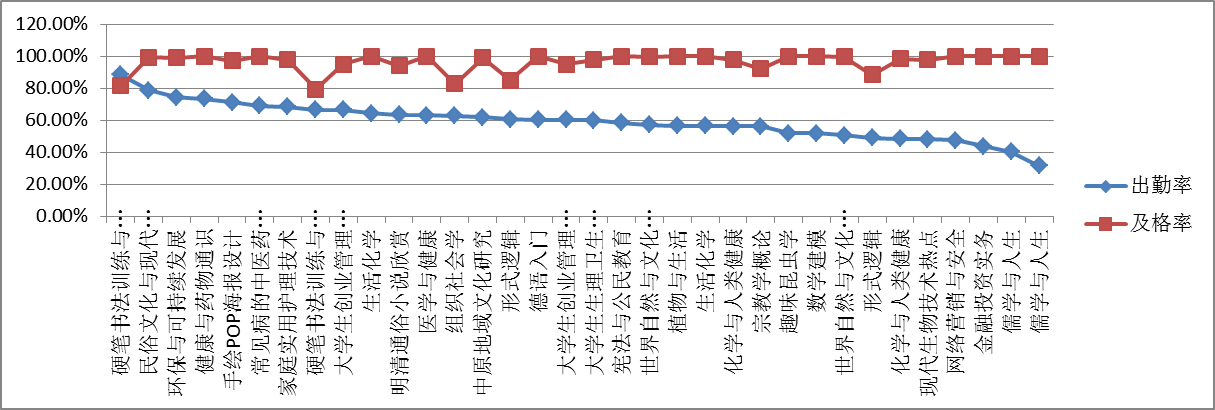 120.00%
100.00%
80.00%
60.00%
40.00%
20.00%
0.00%
硬笔书法训练与…
民俗文化与现代…
环保与可持续发展
健康与药物通识
手绘POP海报设计
常见病的中医药…
家庭实用护理技术
硬笔书法训练与…
大学生创业管理…
生活化学
明清通俗小说欣赏
医学与健康
组织社会学
中原地域文化研究
形式逻辑
德语入门
大学生创业管理…
大学生生理卫生…
宪法与公民教育
世界自然与文化…
植物与生活
生活化学
化学与人类健康
宗教学概论
趣味昆虫学
数学建模
世界自然与文化…
形式逻辑
化学与人类健康
现代生物技术热点
网络营销与安全
金融投资实务
儒学与人生
儒学与人生
出勤率
及格率